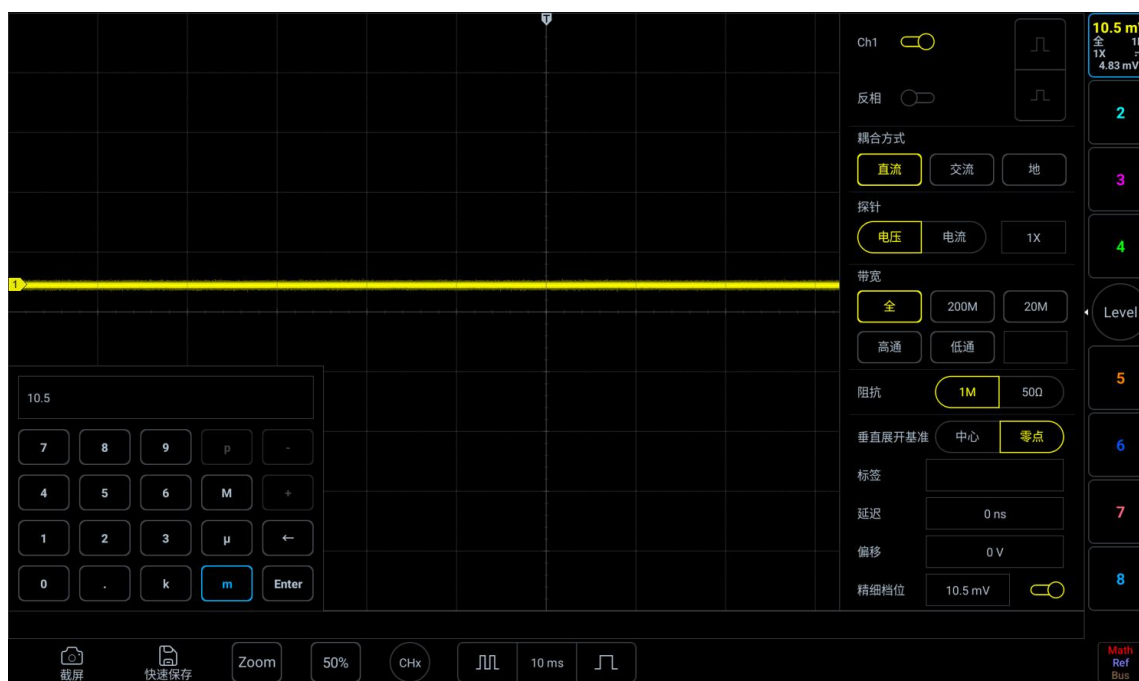 T
1
Ch1
反相
耦合方式
直流 交流 地
探针
电压 电流 1X
带宽
全 200M 20M
高通 低通
阻抗 1M 50Ω
垂直展开基准 中心 零点
标签
延迟 0 ns
偏移 0 V
精细档位 10.5 mV
10.5 mV
全 1M
1X
4.83 mV
2
3
4
Level
5
6
7
8
10.5
7 8 9 p -
4 5 6 M +
1 2 3 μ ←
0 . k m Enter
截屏
快速保存
Zoom 50% CHx 10 ms
Math
Ref
Bus